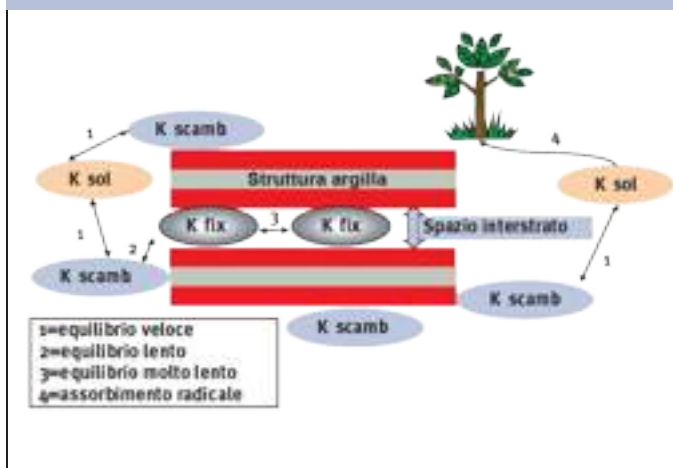 1
K scamb
4
K sol
Struttura argilla
K sol
1
K fix
3
K fix
Spazio interstrato
2
K scamb
1
K scamb
K scamb
1=equilibrio veloce
2=equilibrio lento
3=equilibrio molto lento
4=assorbimento radicale